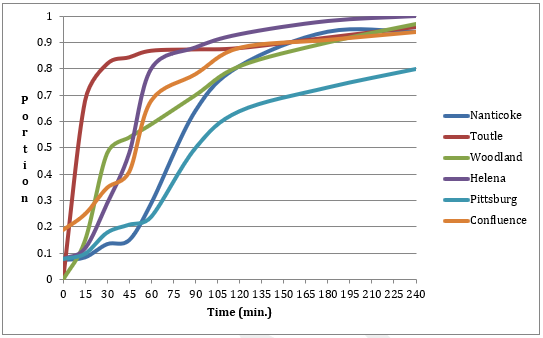 1
0.9
0.8
0.7
0.6
0.5
0.4
0.3
0.2
0.1
0
Portion
0 15 30 45 60 75 90 105 120 135 150 165 180 195 210 225 240
Time (min.)
Nanticoke
Toutle
Woodland
Helena
Pittsburg
Confluence